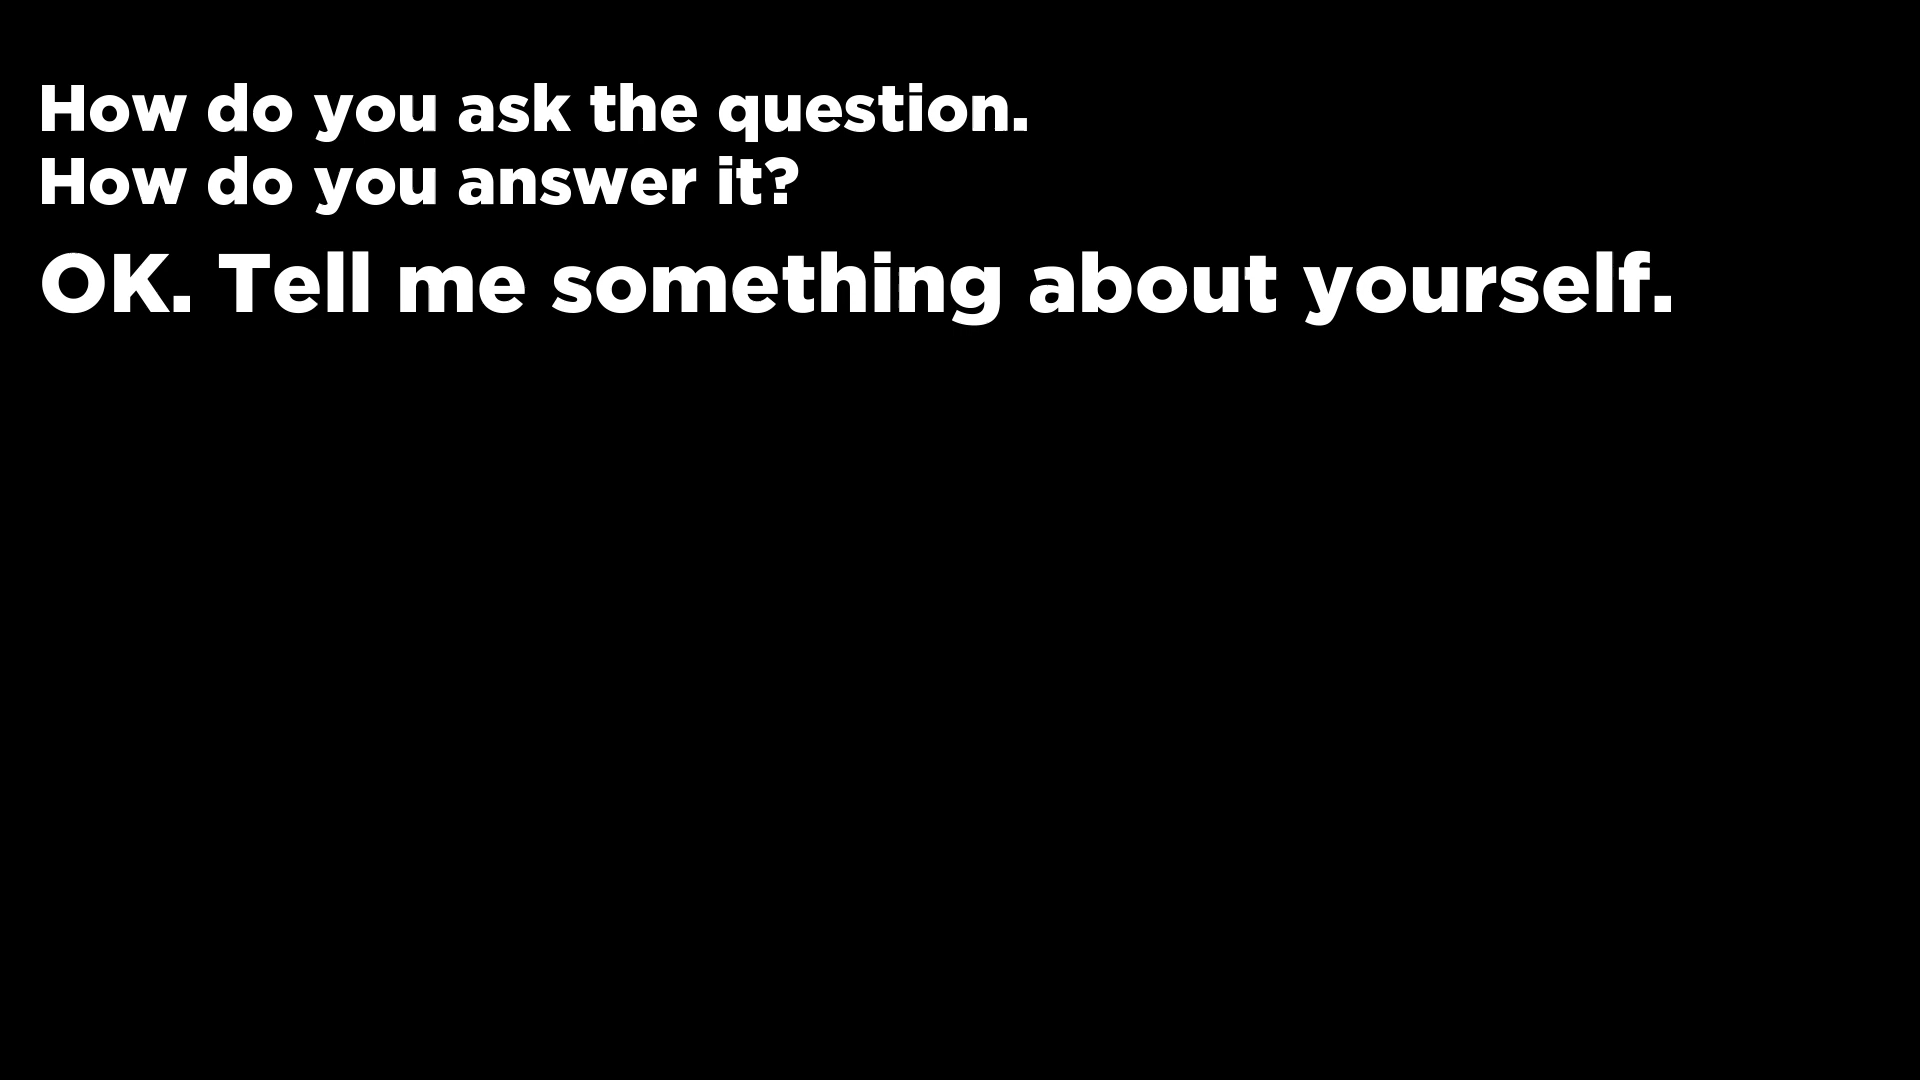 How do you ask the question.
How do you answer it?
OK. Tell me something about yourself.